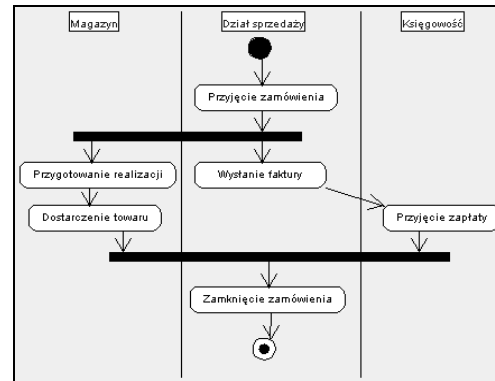 Magazyn
Dział sprzedaży
Księgowość
Przyjęcie zamówienia
Przygotowanie realizacji
Wysłanie faktury
Dostarczenie towaru
Przyjęcie zapłaty
Zamknięcie zamówienia